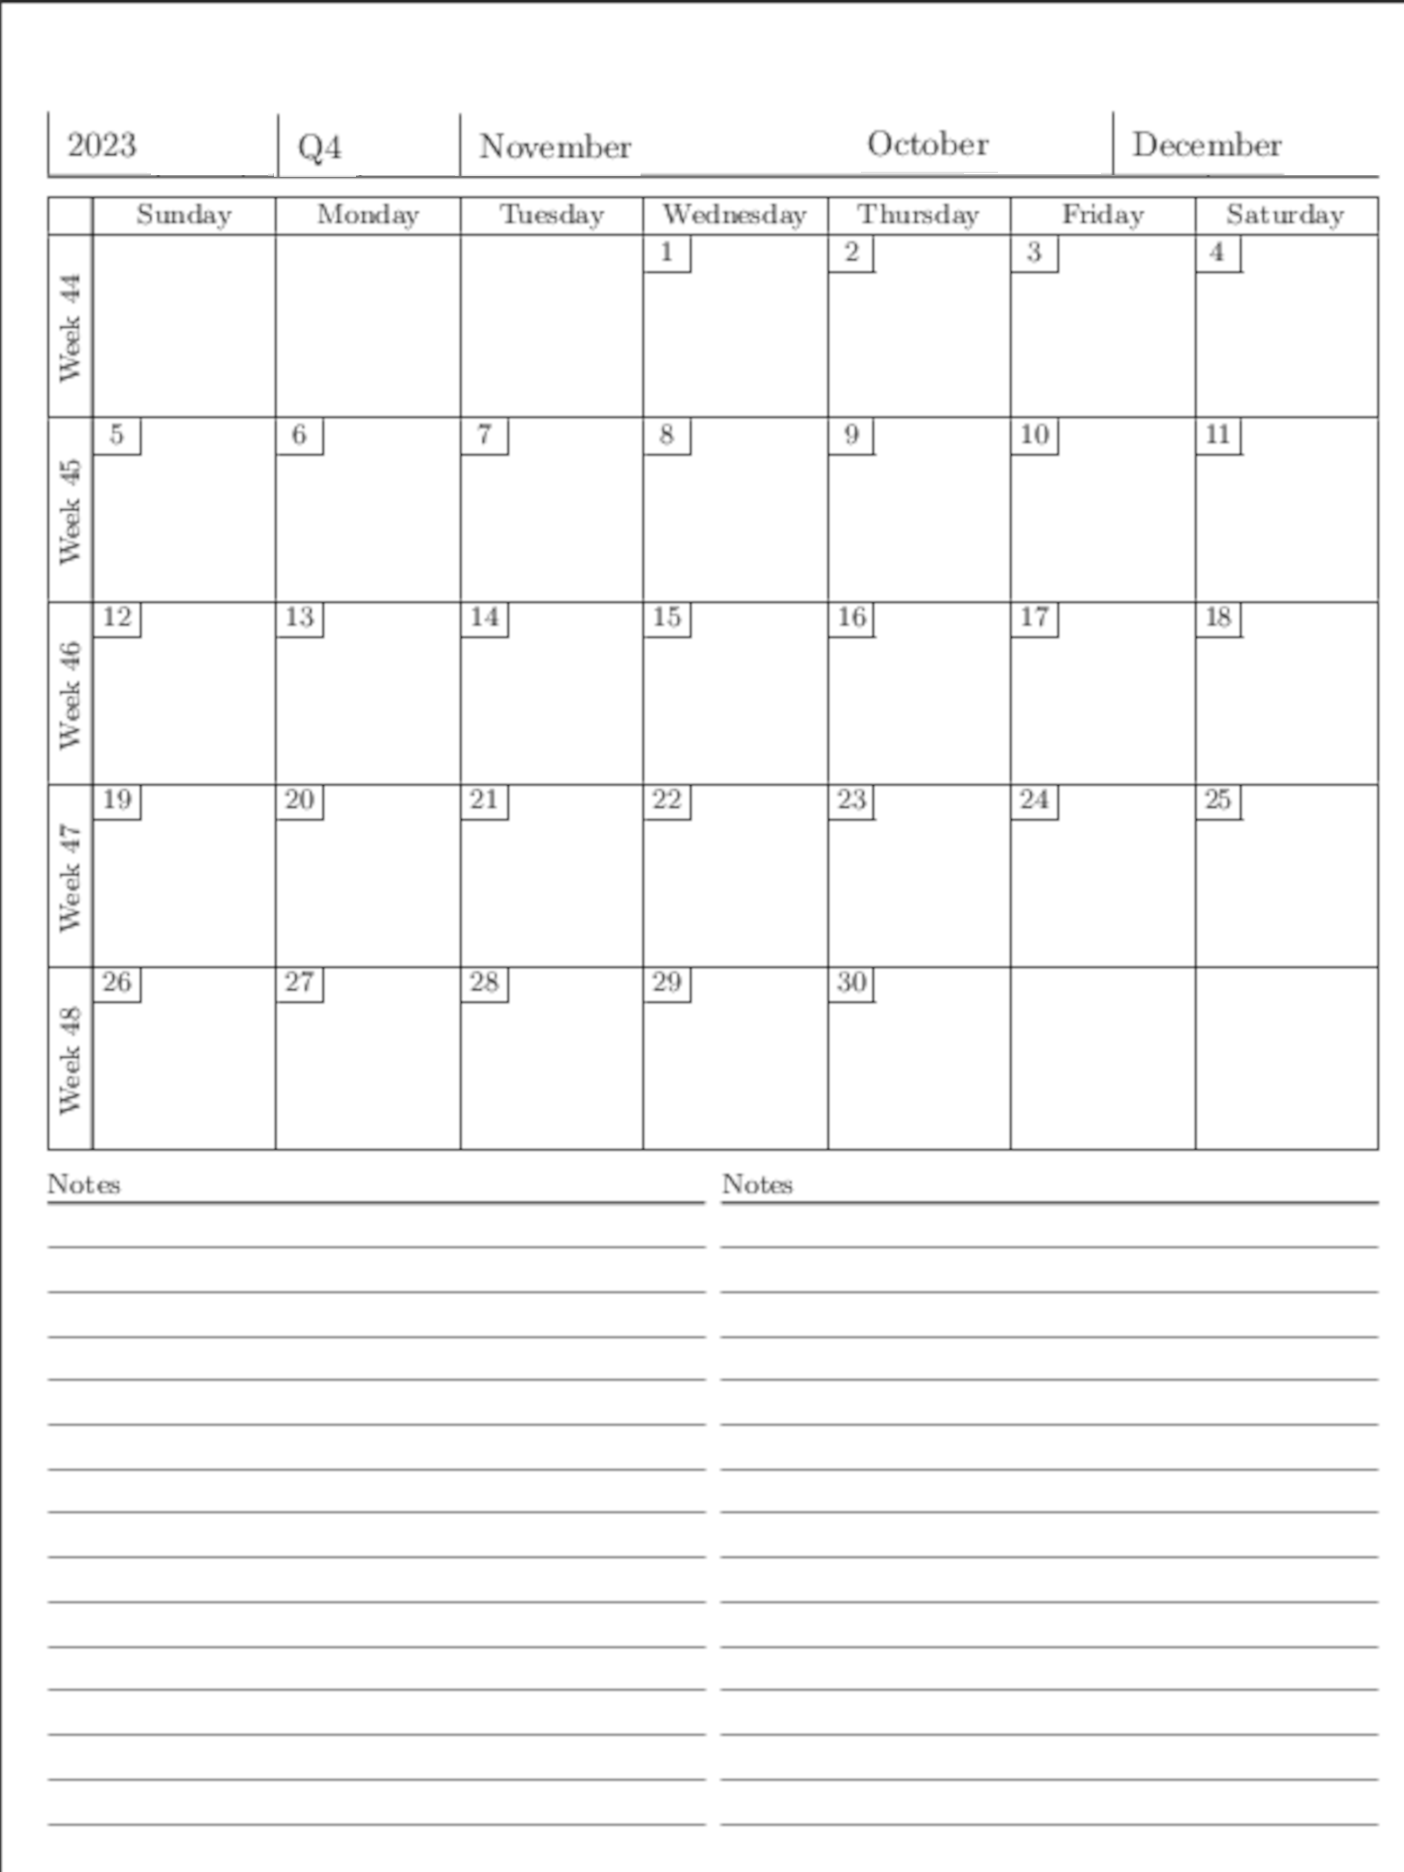 2023 Q4 November October December
Sunday Monday Tuesday Wednesday Thursday Friday Saturday
Week 44 1 2 3 4
Week 45 5 6 7 8 9 10 11
Week 46 12 13 14 15 16 17 18
Week 47 19 20 21 22 23 24 25
Week 48 26 27 28 29 30
Notes Notes